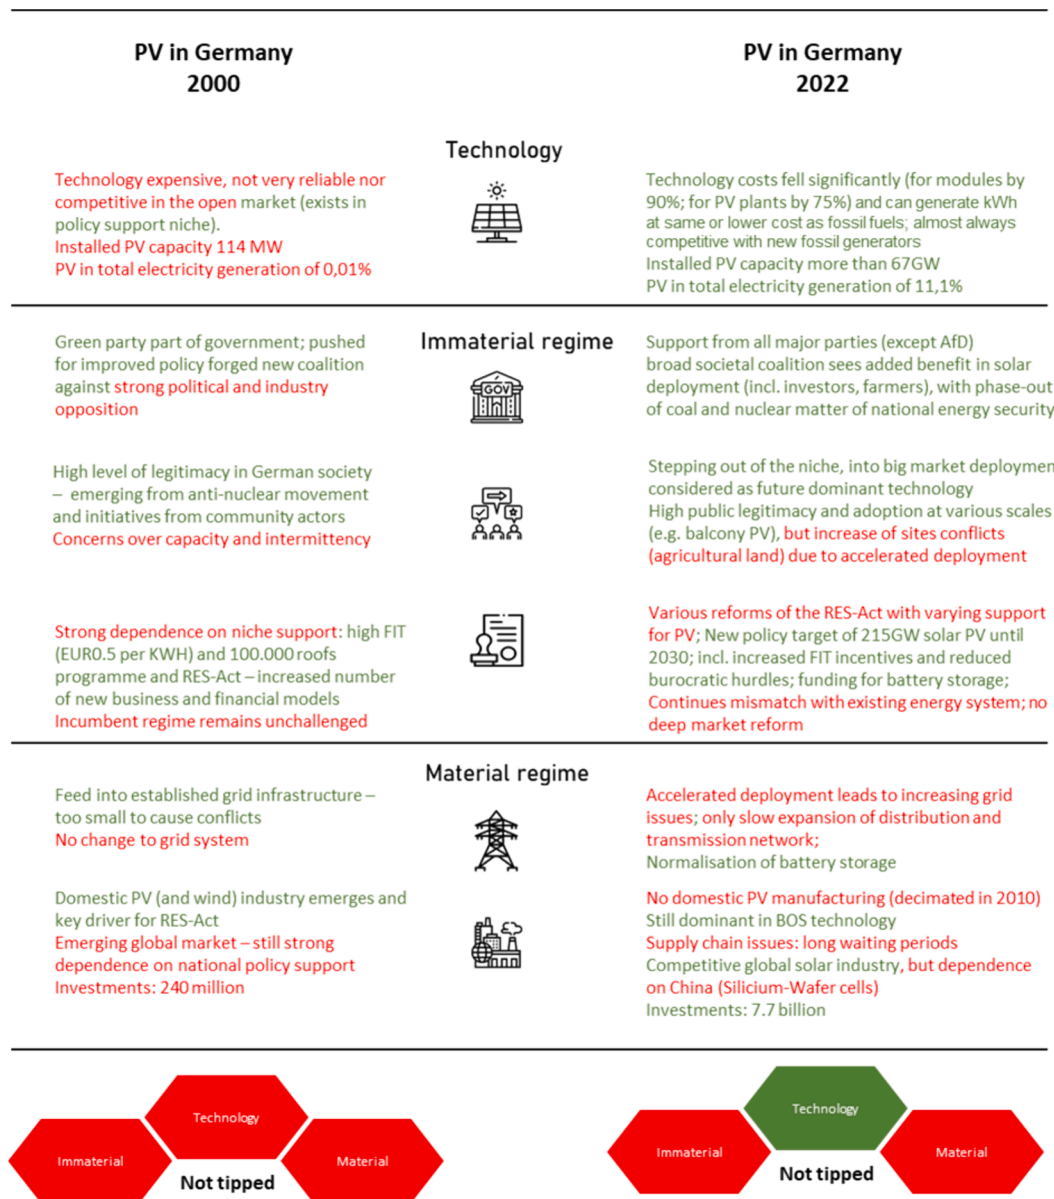 PV in Germany
2000
PV in Germany
2022
Technology
Technology expensive, not very reliable nor
competitive in the open market (exists in
policy support niche).
Installed PV capacity 114 MW
PV in total electricity generation of 0,01%
Technology costs fell significantly (for modules by
90%; for PV plants by 75%) and can generate kWh
at same or lower cost as fossil fuels; almost always
competitive with new fossil generators
Installed PV capacity more than 67GW
PV in total electricity generation of 11,1%
Immaterial regime
Green party part of government; pushed
for improved policy forged new coalition
against strong political and industry
opposition
GOV
Support from all major parties (except AfD)
broad societal coalition sees added benefit in solar
deployment (incl. investors, farmers), with phase-out
of coal and nuclear matter of national energy security
High level of legitimacy in German society
– emerging from anti-nuclear movement
and initiatives from community actors
Concerns over capacity and intermittency
Stepping out of the niche, into big market deploymen
considered as future dominant technology
High public legitimacy and adoption at various scales
(e.g. balcony PV), but increase of sites conflicts
(agricultural land) due to accelerated deployment
Strong dependence on niche support: high FIT
(EUR0.5 per KWH) and 100.000 roofs
programme and RES-Act – increased number
of new business and financial models
Incumbent regime remains unchallenged
Various reforms of the RES-Act with varying support
for PV; New policy target of 215GW solar PV until
2030; incl. increased FIT incentives and reduced
burocratic hurdles; funding for battery storage;
Continues mismatch with existing energy system; no
deep market reform
Material regime
Feed into established grid infrastructure –
too small to cause conflicts
No change to grid system
Accelerated deployment leads to increasing grid
issues; only slow expansion of distribution and
transmission network;
Normalisation of battery storage
Domestic PV (and wind) industry emerges and
key driver for RES-Act
Emerging global market – still strong
dependence on national policy support
Investments: 240 million
No domestic PV manufacturing (decimated in 2010)
Still dominant in BOS technology
Supply chain issues: long waiting periods
Competitive global solar industry, but dependence
on China (Silicium-Wafer cells)
Investments: 7.7 billion
Technology
Immaterial
Material
Not tipped
Technology
Immaterial
Material
Not tipped